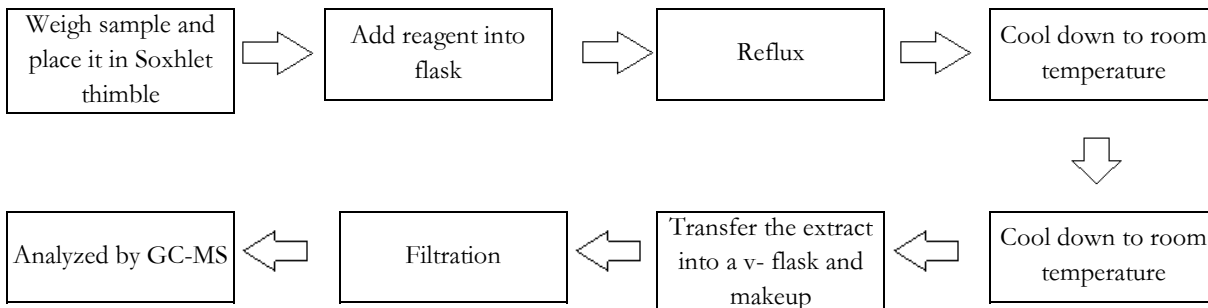 Weigh sample and
place it in Soxhlet
thimble
Add reagent into
flask
Reflux
Cool down to room
temperature
Cool down to room
temperature
Transfer the extract
into a v- flask and
makeup
Filtration
Analyzed by GC-MS